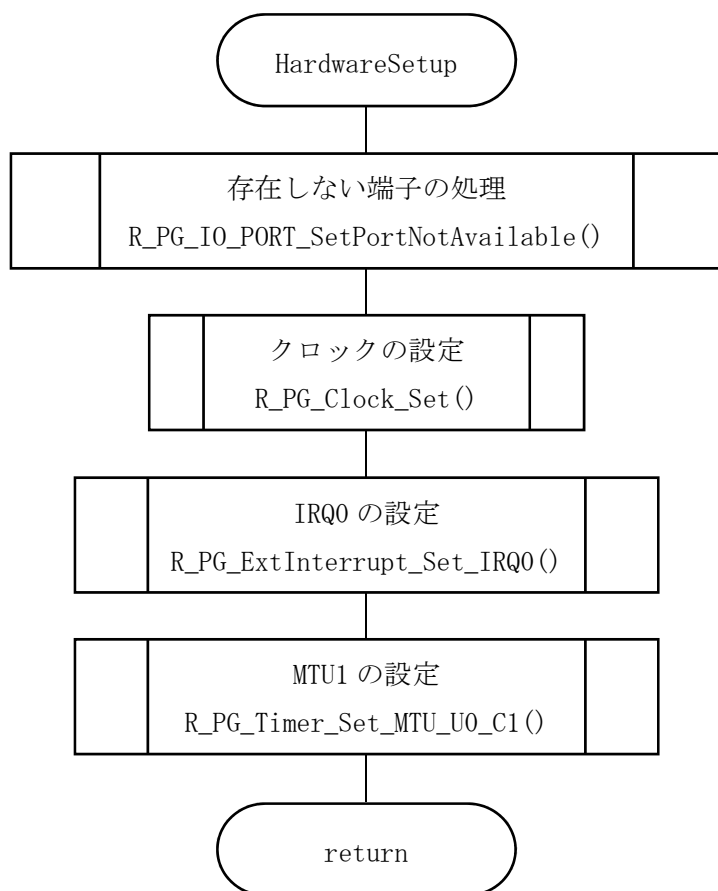 HardwareSetup
存在しない端子の処理
R_PG_IO_PORT_SetPortNotAvailable()
クロックの設定
R_PG_Clock_Set()
IRQ0 の設定
R_PG_ExtInterrupt_Set_IRQ0()
MTU1 の設定
R_PG_Timer_Set_MTU_U0_C1()
return